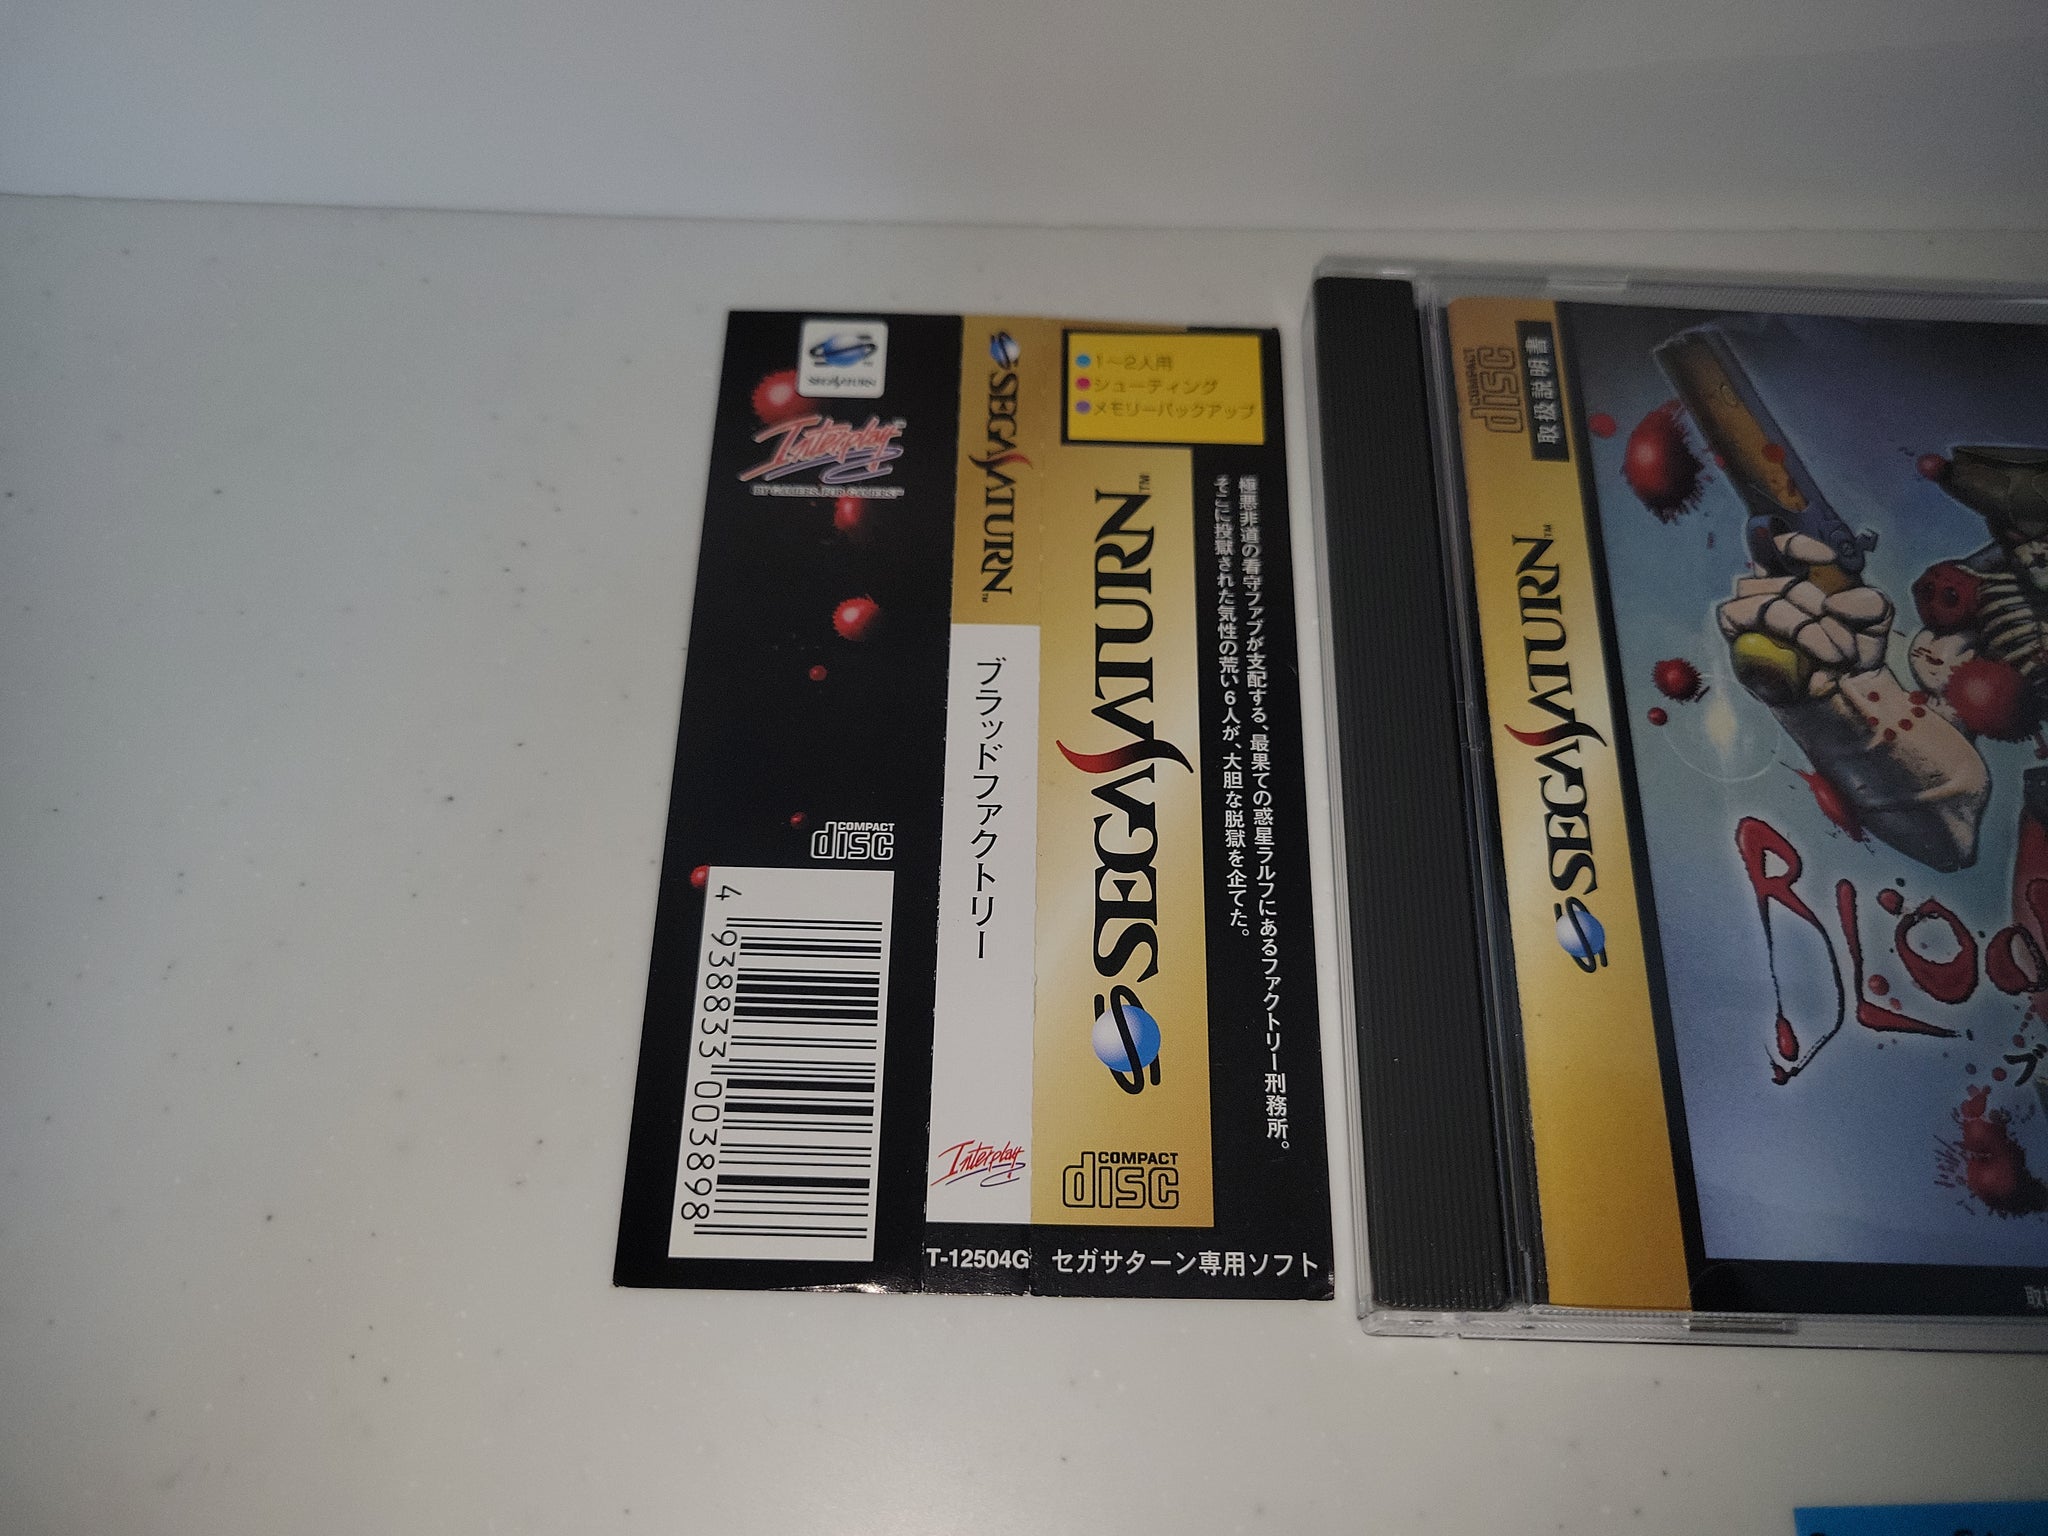 SEGA SATURN
Interplay
BY GAMERS. FOR GAMERS.™
COMPACT
disc
4 938833 003898
SEGA SATURN™
ブラッドファクトリー
Interplay
T-12504G
1〜2人用
シューティング
メモリーバックアップ
SEGA SATURN™
COMPACT
disc
極悪非道の看守ファブが支配する、最果ての惑星ラルフにあるファクトリー刑務所。
そこに投獄された気性の荒い6人が、大胆な脱獄を企てた。
セガサターン専用ソフト
COMPACT
disc
取扱説明書
SEGA SATURN™
BLOOD
ブ
取